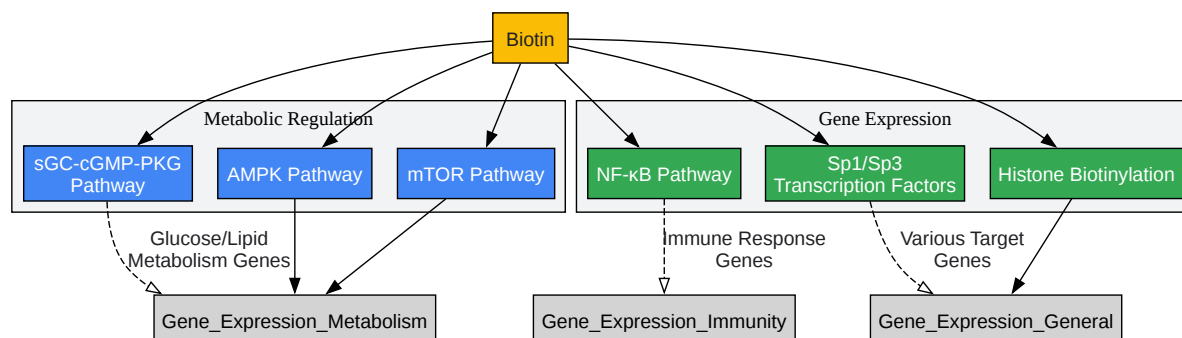 Biotin
Metabolic Regulation
Gene Expression
sGC-cGMP-PKG
Pathway
AMPK Pathway
mTOR Pathway
NF-κB Pathway
Sp1/Sp3
Transcription Factors
Histone Biotinylation
Glucose/Lipid
Metabolism Genes
Immune Response
Genes
Various Target
Genes
Gene_Expression_Metabolism
Gene_Expression_Immunity
Gene_Expression_General